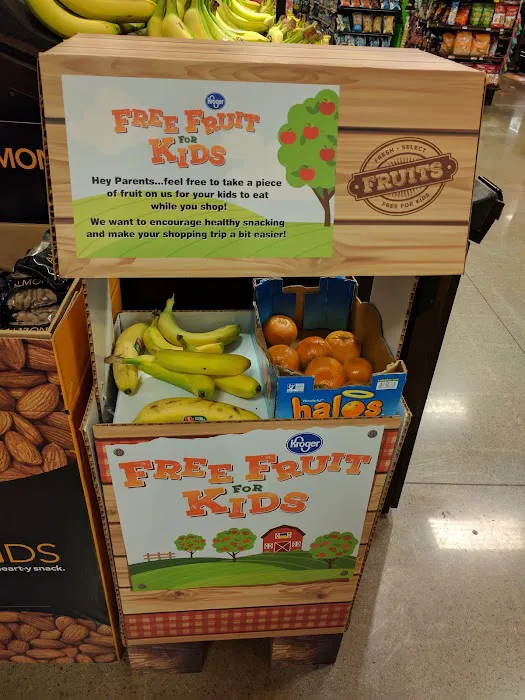 Kroger
FREE FRUIT
FOR
KIDS
Hey Parents...feel free to take a piece
of fruit on us for your kids to eat
while you shop!
We want to encourage healthy snacking
and make your shopping trip a bit easier!
FRESH - SELECT
FRUITS
FREE FOR KIDS
MON
ALMON
halos
Kroger
FREE FRUIT
FOR
KIDS
DS
heart-y snack.